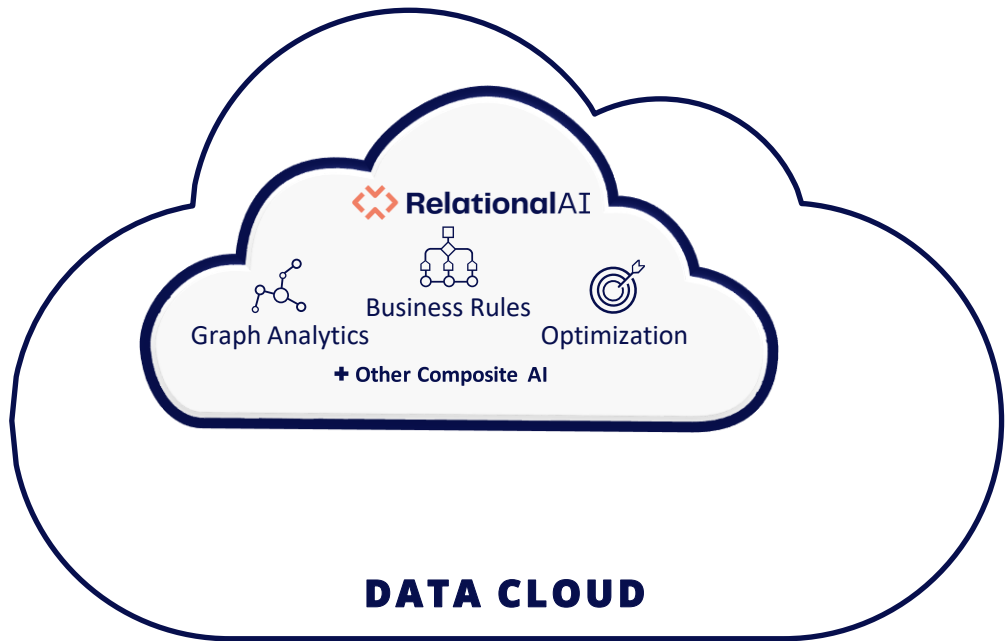 RelationalAI
Business Rules
Graph Analytics
Optimization
+ Other Composite AI
DATA CLOUD